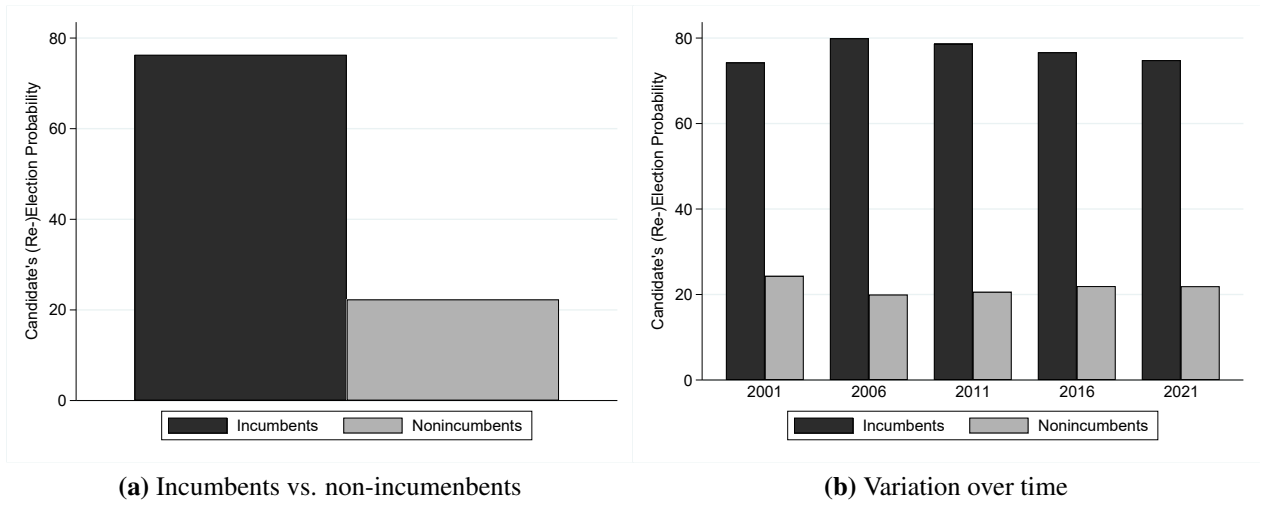 Candidate's (Re-)Election Probability
80
60
40
20
0
Incumbents
Nonincumbents
(a) Incumbents vs. non-incumenbents
Candidate's (Re-)Election Probability
80
60
40
20
0
2001 2006 2011 2016 2021
Incumbents
Nonincumbents
(b) Variation over time